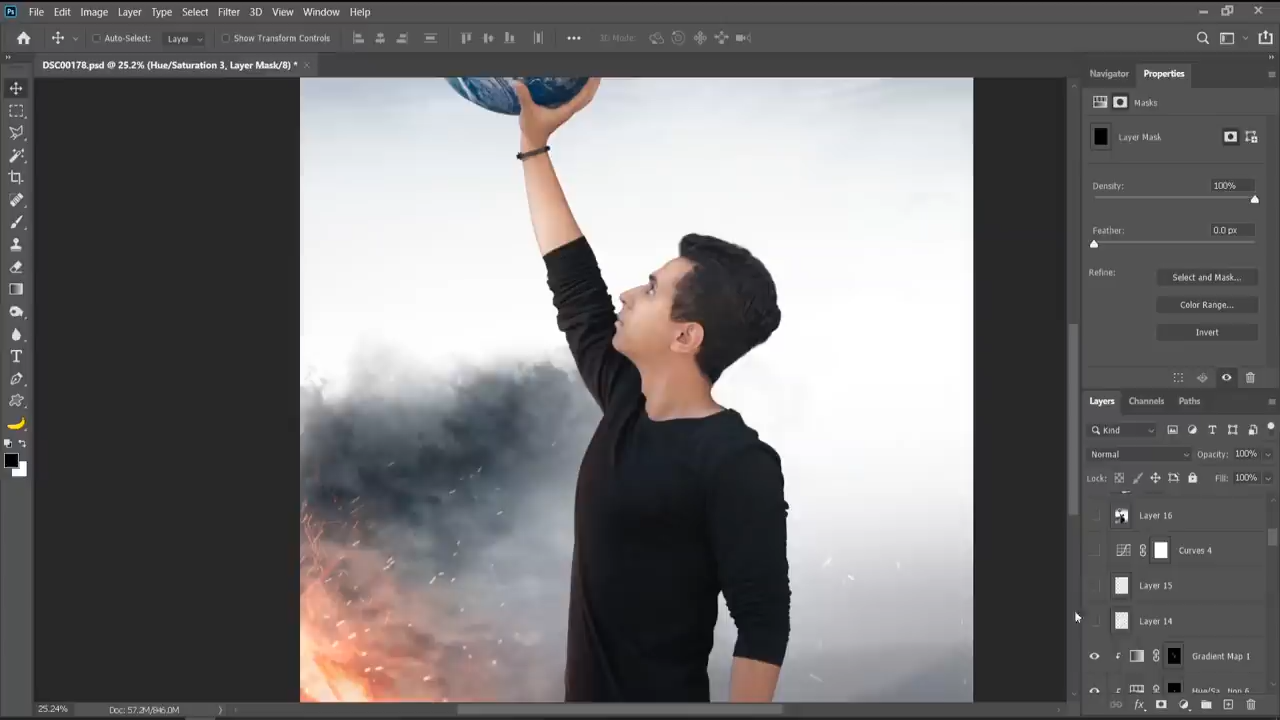 Ps File Edit Image Layer Type Select Filter 3D View Window Help
Auto-Select: Layer Show Transform Controls 3D Mode:
DSC00178.psd @ 25.2% (Hue/Saturation 3, Layer Mask/8) *
Navigator Properties
Masks
Layer Mask
Density: 100%
Feather: 0.0 px
Refine: Select and Mask...
Color Range...
Invert
Layers Channels Paths
Kind
Normal Opacity: 100%
Lock: Fill: 100%
Layer 16
Curves 4
Layer 15
Layer 14
Gradient Map 1
25.24% Doc: 57.2M/846.0M